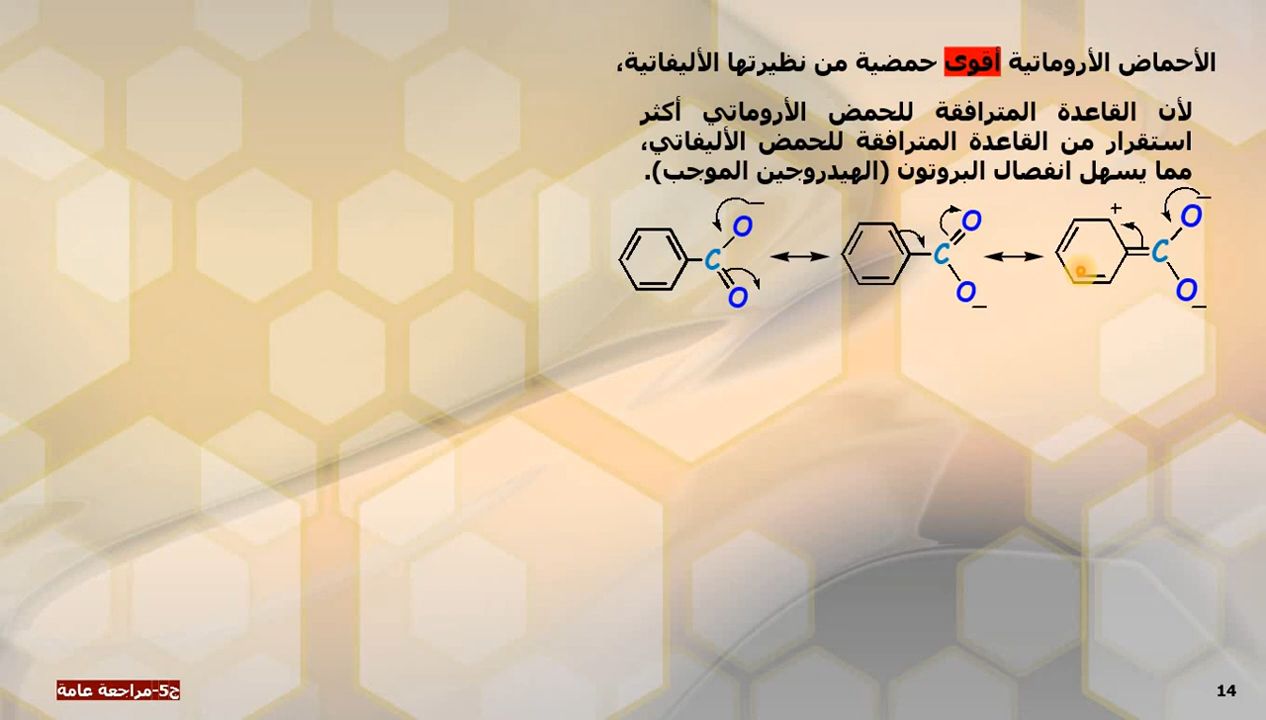 الأحماض الأروماتية أقوى حمضية من نظيرتها الأليفاتية،
لأن القاعدة المترافقة للحمض الأروماتي أكثر
استقرار من القاعدة المترافقة للحمض الأليفاتي،
مما يسهل انفصال البروتون (الهيدروجين الموجب).
O −
C
O
O
C
O −
+
O −
C
O −
ج5-مراجعة عامة
14